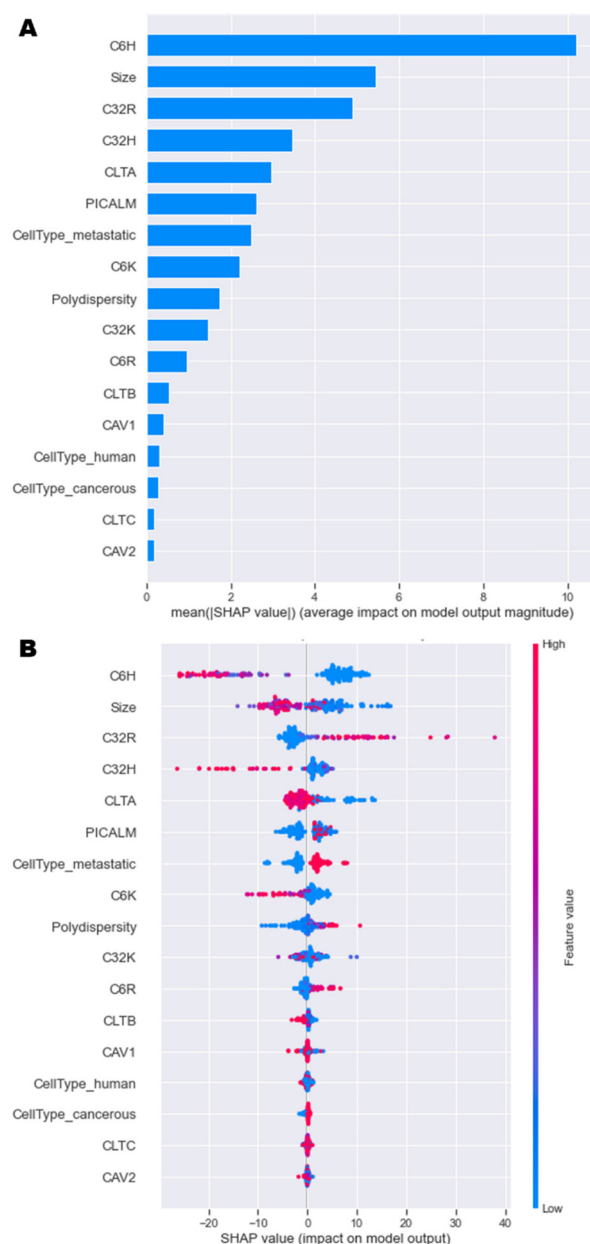 A
C6H
Size
C32R
C32H
CLTA
PICALM
CellType_metastatic
C6K
Polydispersity
C32K
C6R
CLTB
CAV1
CellType_human
CellType_cancerous
CLTC
CAV2
0 2 4 6 8 10
mean(|SHAP value|) (average impact on model output magnitude)
B
High
C6H
Size
C32R
C32H
CLTA
PICALM
CellType_metastatic
C6K
Polydispersity
C32K
C6R
CLTB
CAV1
CellType_human
CellType_cancerous
CLTC
CAV2
Feature value
Low
−20 −10 0 10 20 30 40
SHAP value (impact on model output)